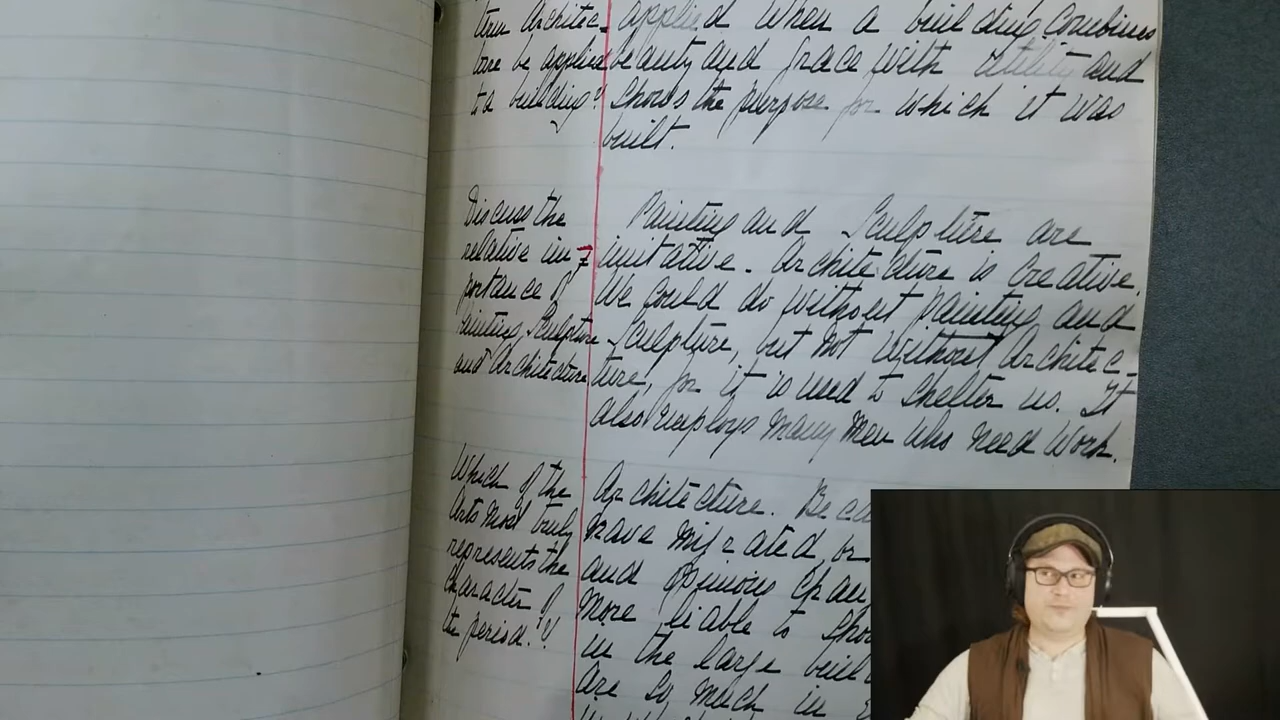 term Architec-
ture be applied
to a building?
applied when a building combines
beauty and grace with utility and
shows the purpose for which it was
built.
Discuss the
relative im-
portance of
Painting, Sculpture
and Architecture
Painting and Sculpture are
imitative. Architecture is creative.
We could do without painting and
Sculpture, but not without Architec-
ture, for it is used to shelter us. It
also employs many men who need work.
Which of the
Arts most truly
represents the
character of
the period?
Architecture. Beca
have migrated, or
and opinions chan
more liable to sho
in the large buil
are so much in